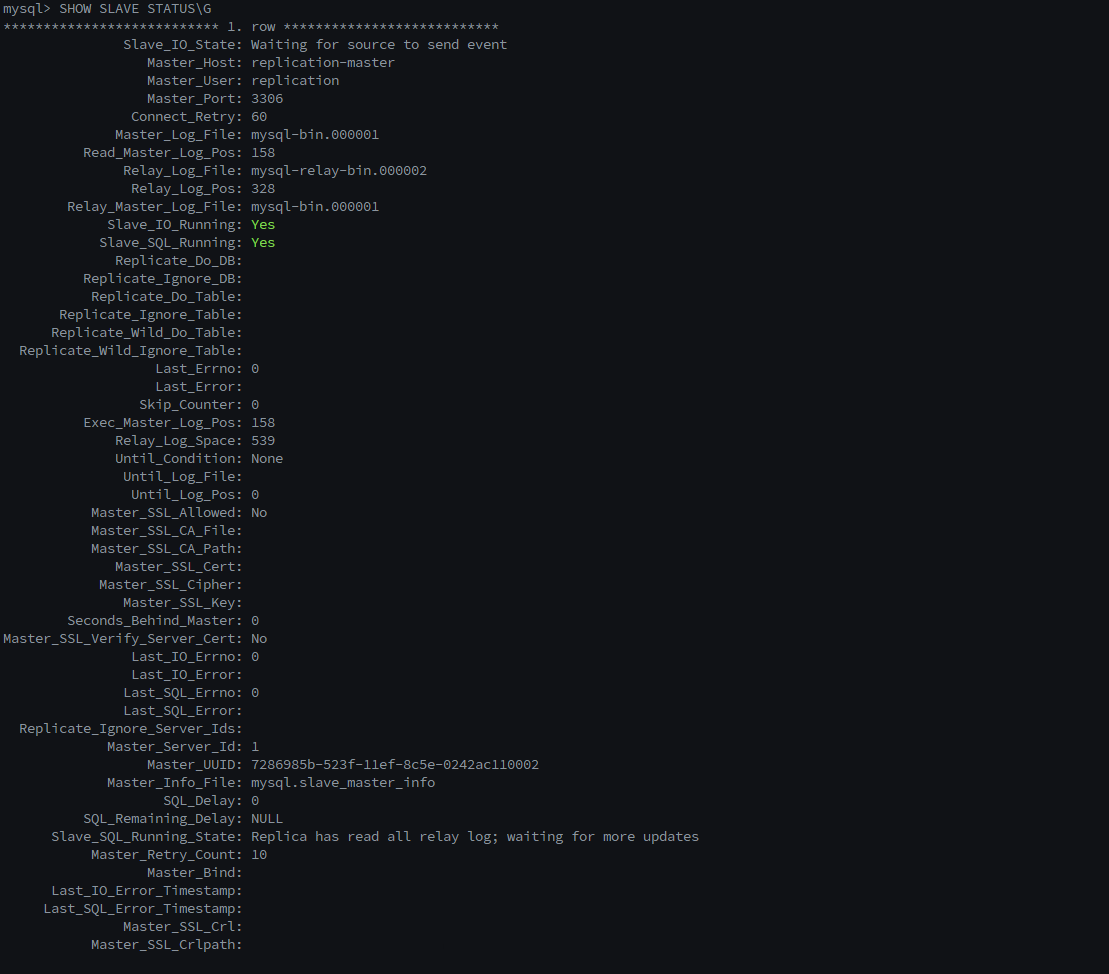 mysql> SHOW SLAVE STATUS\G
*************************** 1. row ***************************
Slave_IO_State: Waiting for source to send event
Master_Host: replication-master
Master_User: replication
Master_Port: 3306
Connect_Retry: 60
Master_Log_File: mysql-bin.000001
Read_Master_Log_Pos: 158
Relay_Log_File: mysql-relay-bin.000002
Relay_Log_Pos: 328
Relay_Master_Log_File: mysql-bin.000001
Slave_IO_Running: Yes
Slave_SQL_Running: Yes
Replicate_Do_DB:
Replicate_Ignore_DB:
Replicate_Do_Table:
Replicate_Ignore_Table:
Replicate_Wild_Do_Table:
Replicate_Wild_Ignore_Table:
Last_Errno: 0
Last_Error:
Skip_Counter: 0
Exec_Master_Log_Pos: 158
Relay_Log_Space: 539
Until_Condition: None
Until_Log_File:
Until_Log_Pos: 0
Master_SSL_Allowed: No
Master_SSL_CA_File:
Master_SSL_CA_Path:
Master_SSL_Cert:
Master_SSL_Cipher:
Master_SSL_Key:
Seconds_Behind_Master: 0
Master_SSL_Verify_Server_Cert: No
Last_IO_Errno: 0
Last_IO_Error:
Last_SQL_Errno: 0
Last_SQL_Error:
Replicate_Ignore_Server_Ids:
Master_Server_Id: 1
Master_UUID: 7286985b-523f-11ef-8c5e-0242ac110002
Master_Info_File: mysql.slave_master_info
SQL_Delay: 0
SQL_Remaining_Delay: NULL
Slave_SQL_Running_State: Replica has read all relay log; waiting for more updates
Master_Retry_Count: 10
Master_Bind:
Last_IO_Error_Timestamp:
Last_SQL_Error_Timestamp:
Master_SSL_Crl:
Master_SSL_Crlpath: